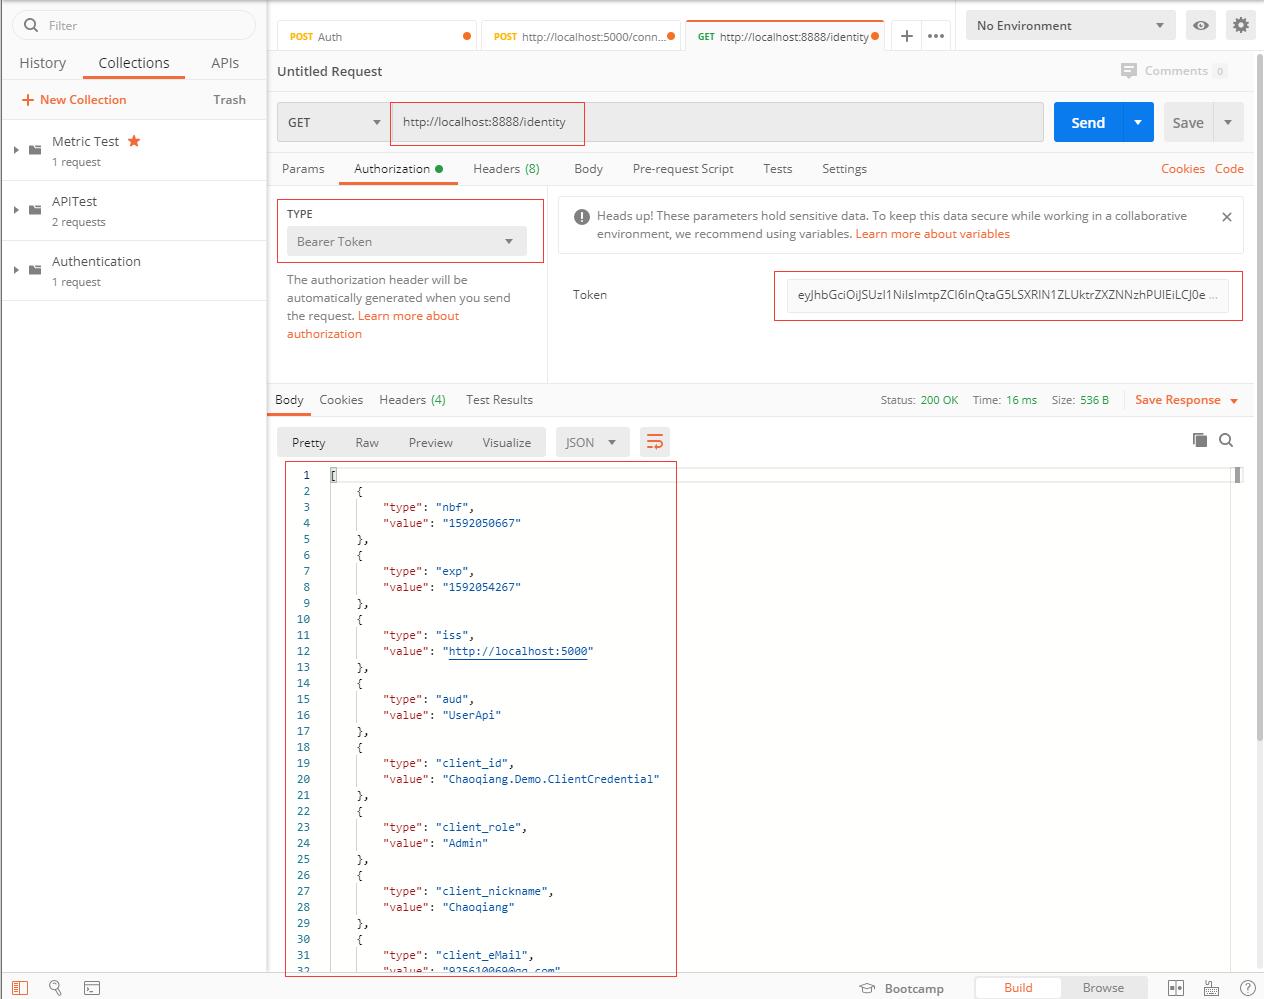 Filter
History Collections APIs
New Collection Trash
Metric Test
1 request
APITest
2 requests
Authentication
1 request
POST Auth
POST http://localhost:5000/conn...
GET http://localhost:8888/identity
No Environment
Untitled Request
Comments 0
GET
http://localhost:8888/identity
Send
Save
Params Authorization Headers (8) Body Pre-request Script Tests Settings
Cookies Code
TYPE
Bearer Token
The authorization header will be
automatically generated when you send
the request. Learn more about
authorization
Heads up! These parameters hold sensitive data. To keep this data secure while working in a collaborative
environment, we recommend using variables. Learn more about variables
Token
Body Cookies Headers (4) Test Results
Status: 200 OK Time: 16 ms Size: 536 B
Save Response
Pretty Raw Preview Visualize JSON
1 [
2 {
3 "type": "nbf",
4 "value": "1592050667"
5 },
6 {
7 "type": "exp",
8 "value": "1592054267"
9 },
10 {
11 "type": "iss",
12 "value": "http://localhost:5000"
13 },
14 {
15 "type": "aud",
16 "value": "UserApi"
17 },
18 {
19 "type": "client_id",
20 "value": "Chaoqiang.Demo.ClientCredential"
21 },
22 {
23 "type": "client_role",
24 "value": "Admin"
25 },
26 {
27 "type": "client_nickname",
28 "value": "Chaoqiang"
29 },
30 {
31 "type": "client_eMail",
32 "value":
Bootcamp
Build Browse